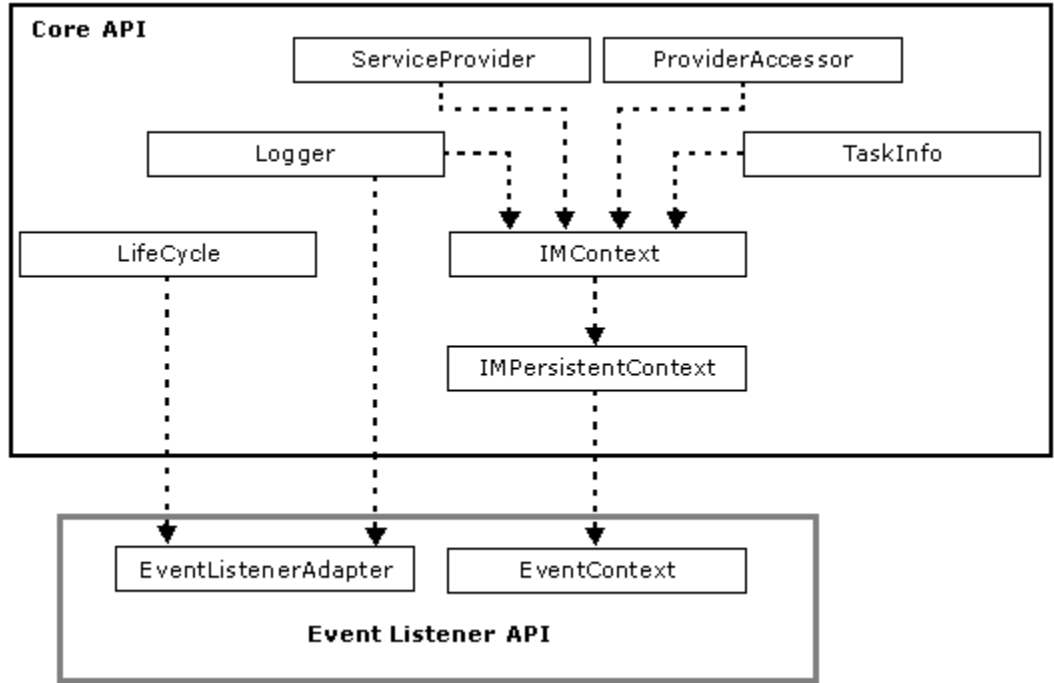 Core API
ServiceProvider
ProviderAccessor
Logger
TaskInfo
LifeCycle
IMContext
IMPersistentContext
EventListenerAdapter
EventContext
Event Listener API